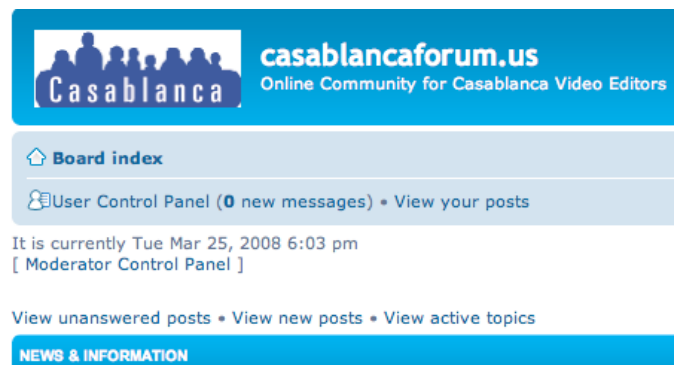 Casablanca
casablancaforum.us
Online Community for Casablanca Video Editors
Board index
User Control Panel (0 new messages) • View your posts
It is currently Tue Mar 25, 2008 6:03 pm
[ Moderator Control Panel ]
View unanswered posts • View new posts • View active topics
NEWS & INFORMATION